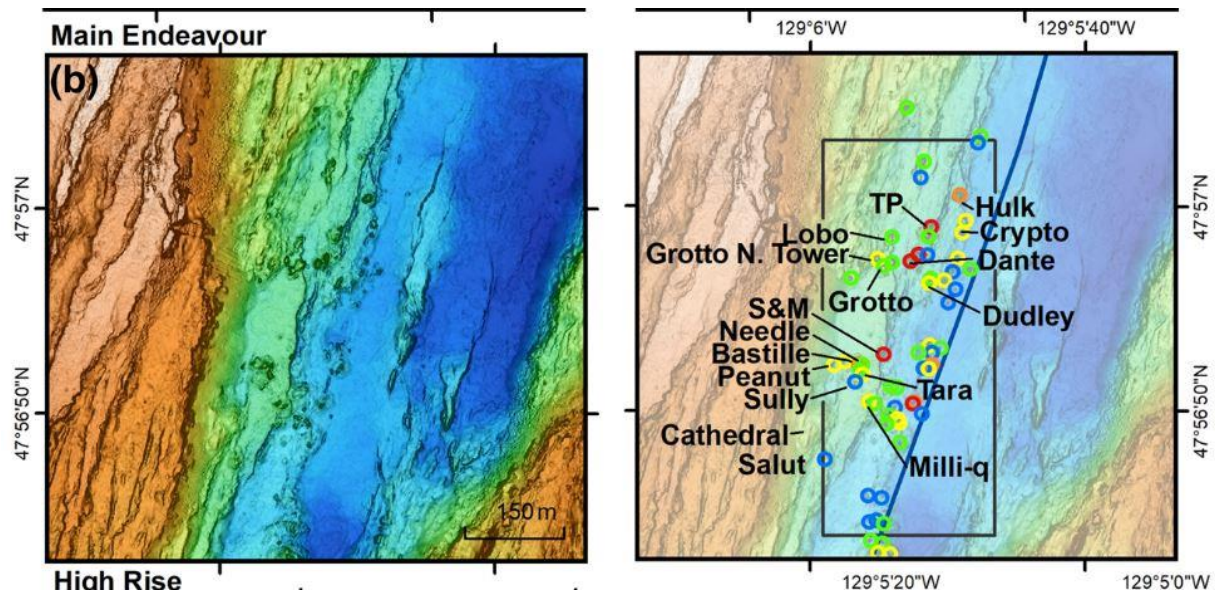 Main Endeavour
(b)
47°57'N
47°56'50"N
150 m
High Rise
129°6'W
129°5'40"W
TP
Hulk
Lobo
Crypto
Grotto N. Tower
Dante
Grotto
S&M
Dudley
Needle
Bastille
Peanut
Tara
Sully
Cathedral
Salut
Milli-q
47°57'N
47°56'50"N
129°5'20"W
129°5'0"W